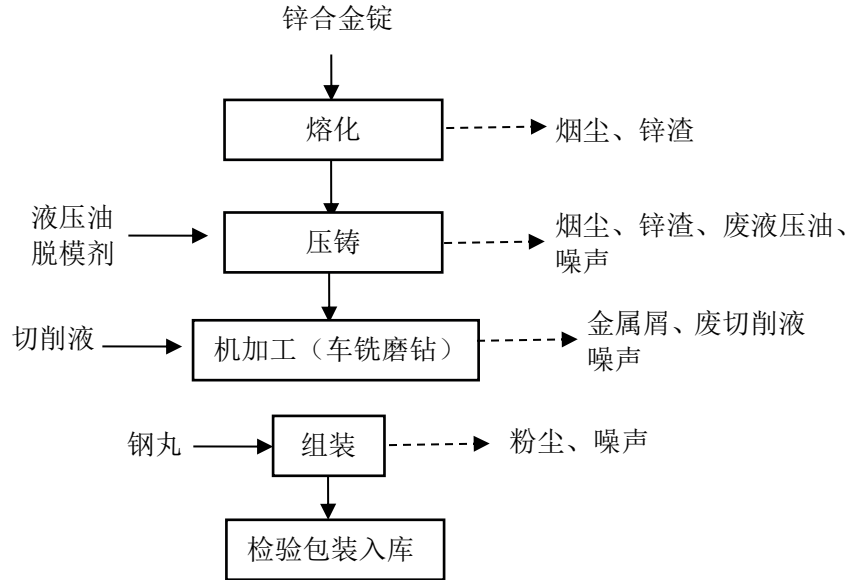 锌合金锭
熔化
烟尘、锌渣
液压油
脱模剂
压铸
烟尘、锌渣、废液压油、
噪声
切削液
机加工（车铣磨钻）
金属屑、废切削液
噪声
钢丸
组装
粉尘、噪声
检验包装入库